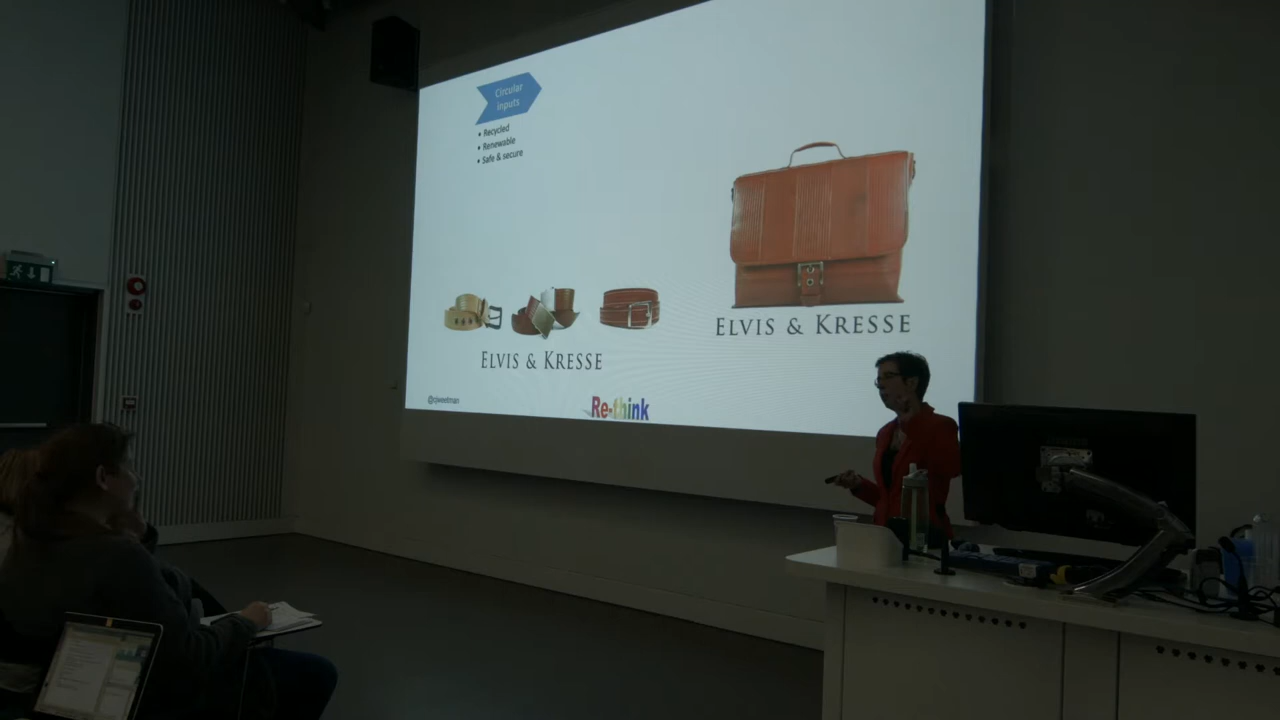 Circular
inputs
• Recycled
• Renewable
• Safe & secure
ELVIS & KRESSE
ELVIS & KRESSE
Re-think